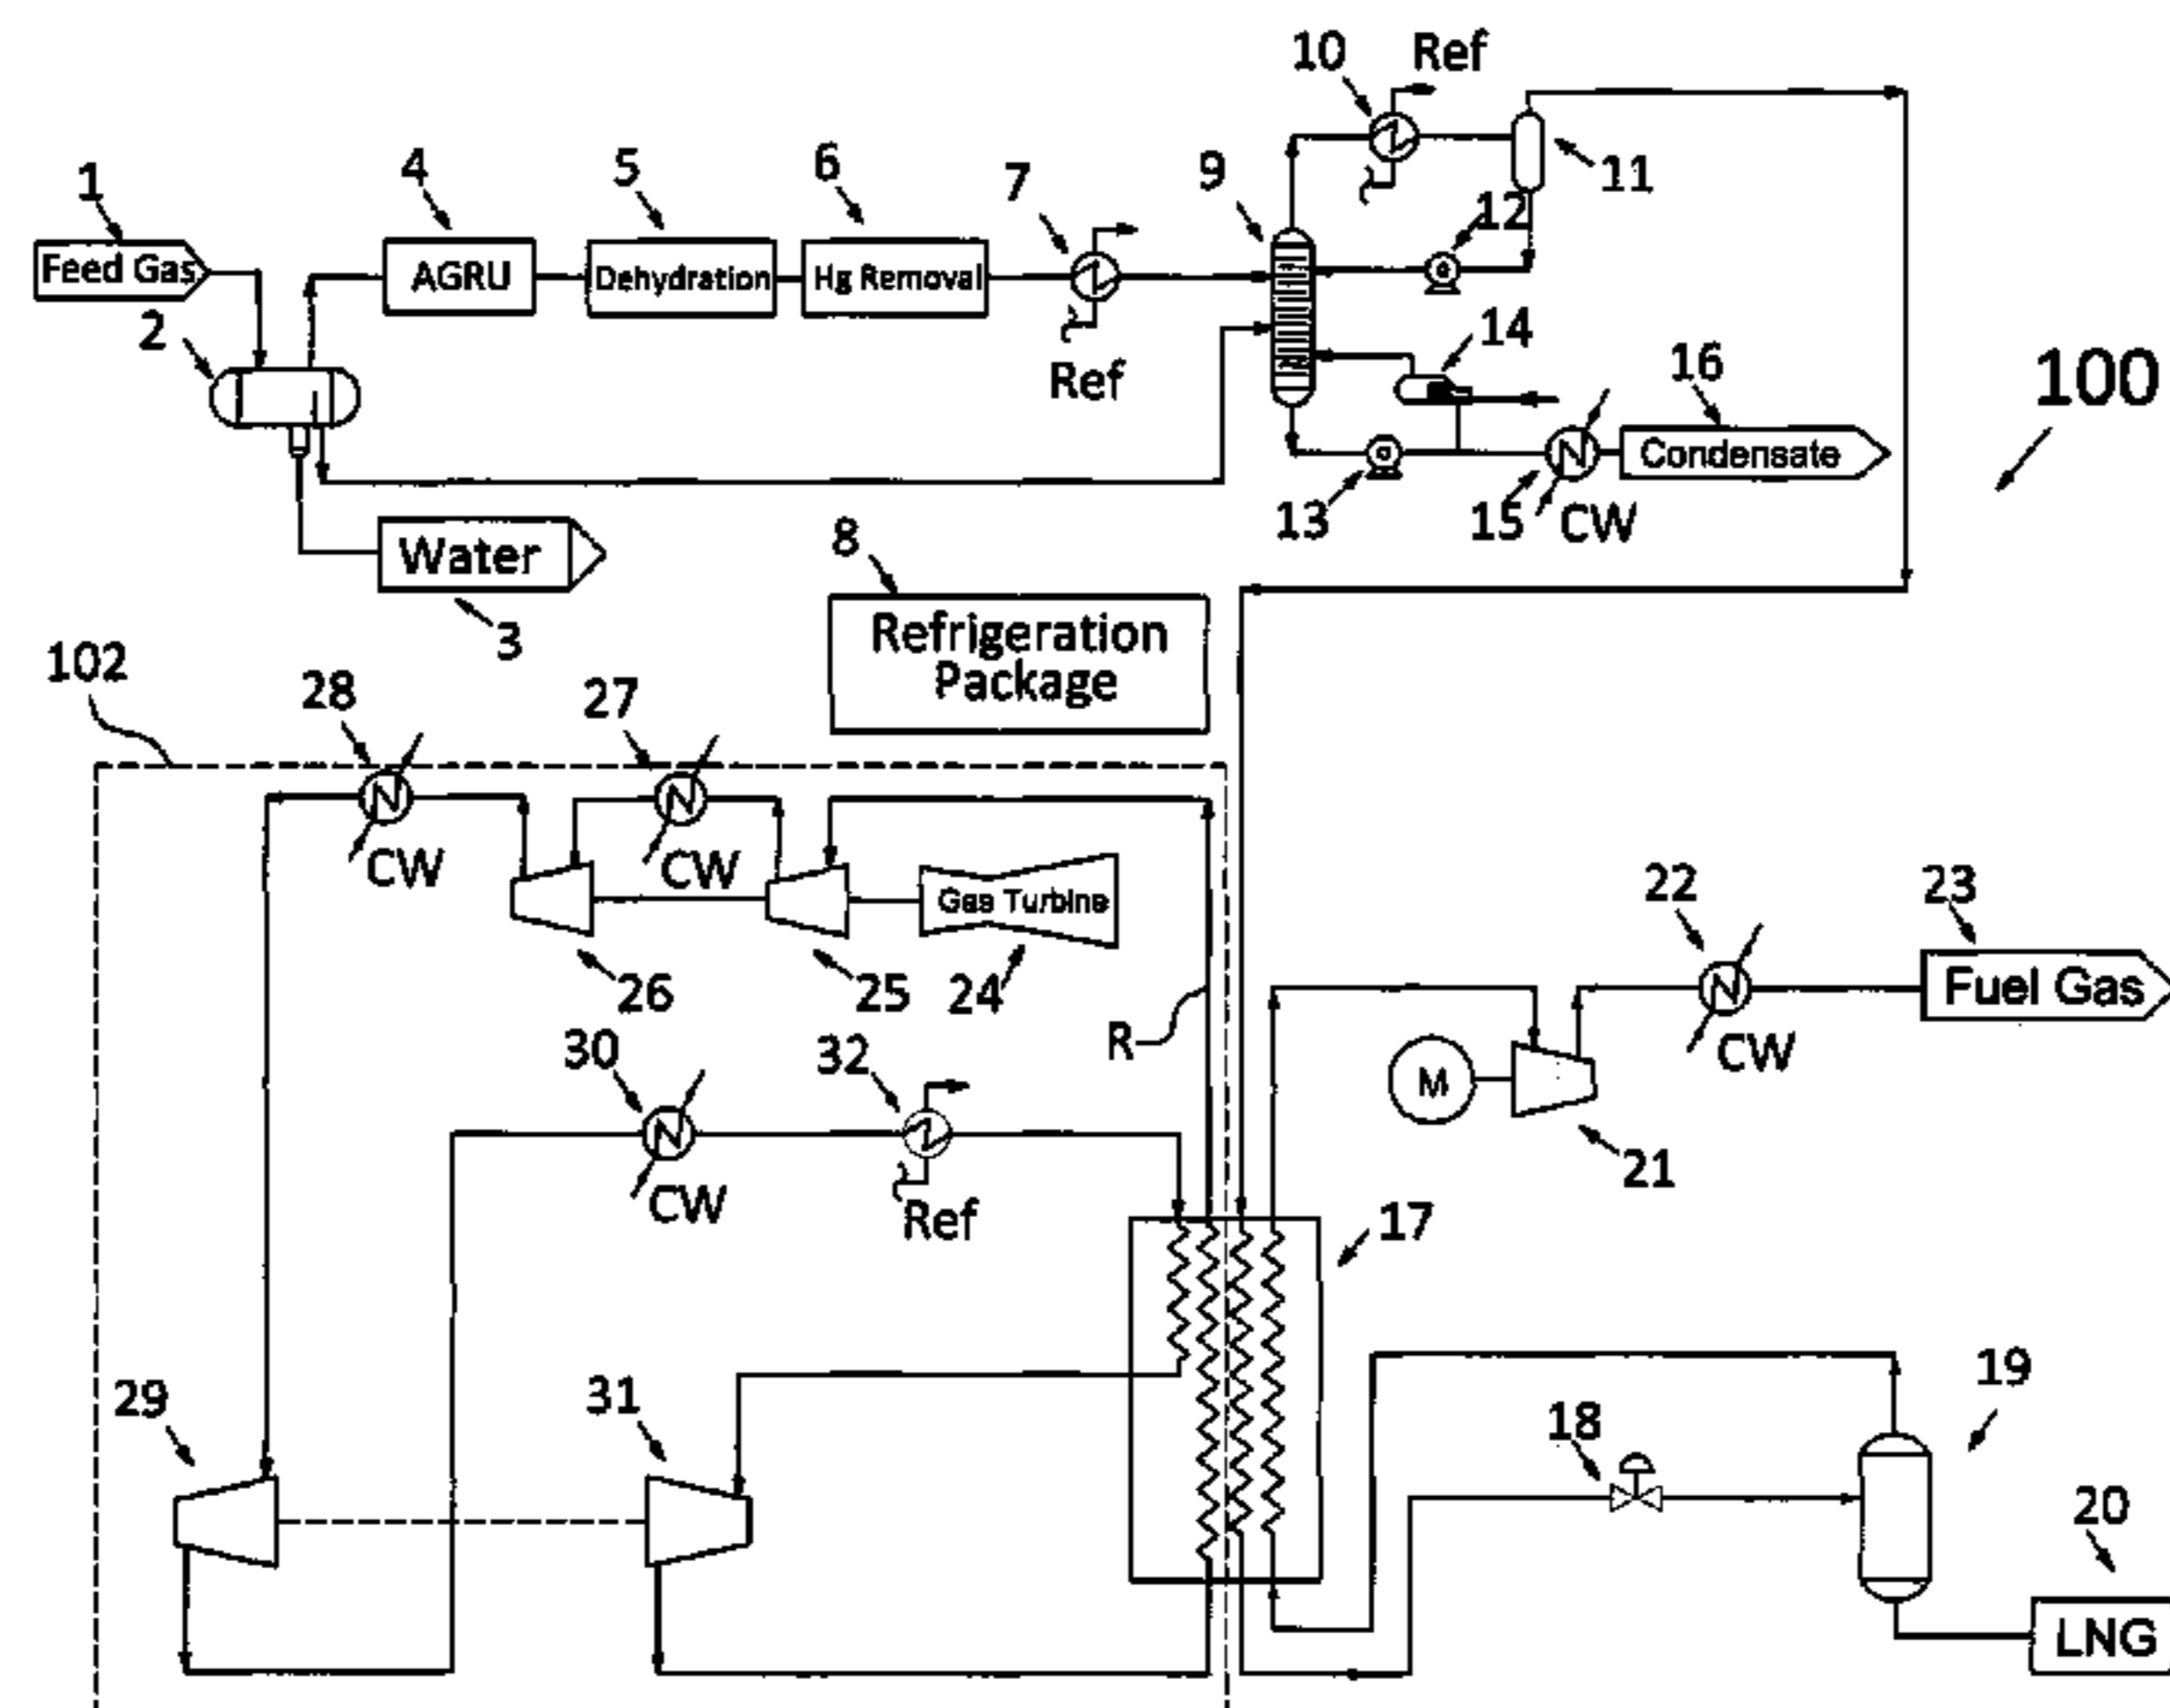 10 Ref
1
4
5
6
7
9
11
12
Feed Gas
AGRU
Dehydration
Hg Removal
2
Ref
14
16
100
Condensate
13
15 CW
Water
3
8
Refrigeration
Package
102
28
27
CW
CW
Gas Turbine
22
23
26
25
24
Fuel Gas
R
CW
30
32
M
21
CW
Ref
17
29
31
18
19
20
LNG